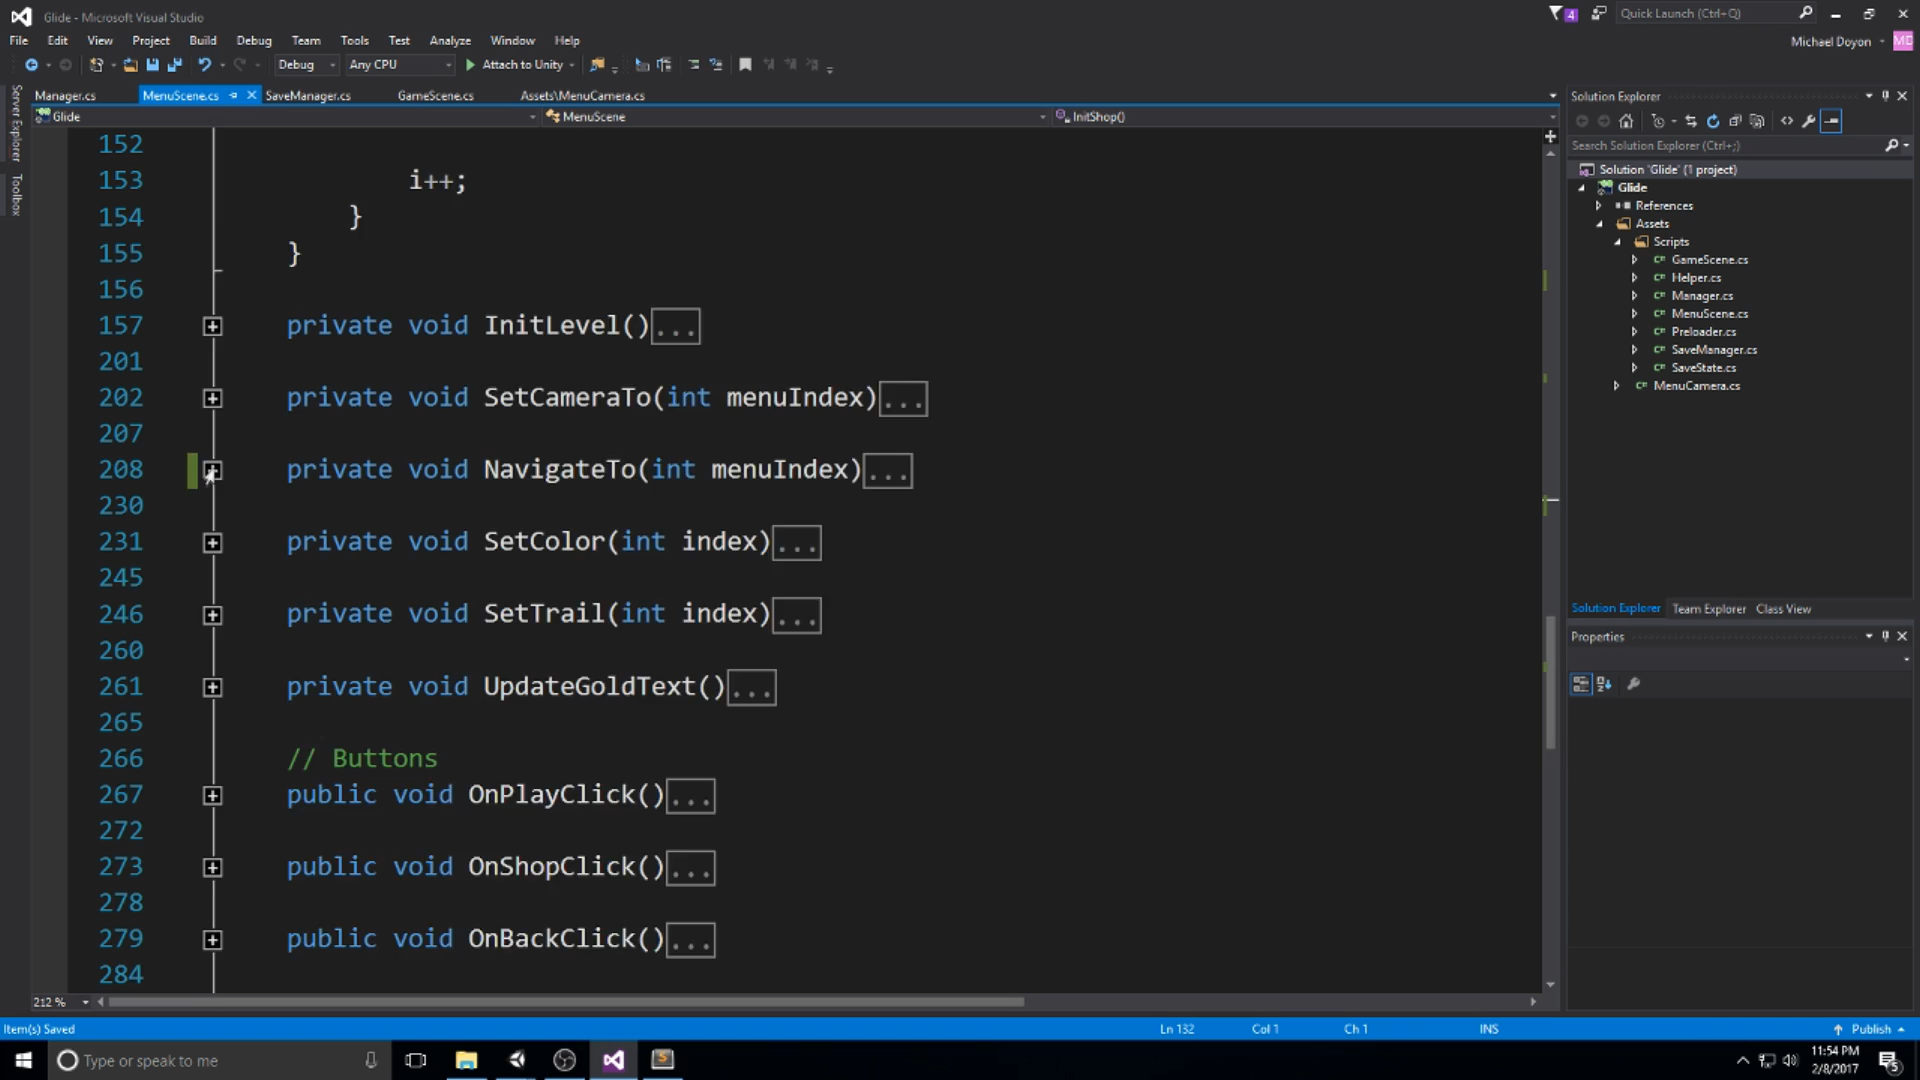 Glide - Microsoft Visual Studio
4
Quick Launch (Ctrl+Q)
File Edit View Project Build Debug Team Tools Test Analyze Window Help
Michael Doyon
MD
Debug Any CPU Attach to Unity
Server Explorer
Toolbox
Manager.cs MenuScene.cs SaveManager.cs GameScene.cs Assets\MenuCamera.cs
Glide MenuScene InitShop()
152
153 i++;
154 }
155 }
156
157 private void InitLevel()...
201
202 private void SetCameraTo(int menuIndex)...
207
208 private void NavigateTo(int menuIndex)...
230
231 private void SetColor(int index)...
245
246 private void SetTrail(int index)...
260
261 private void UpdateGoldText()...
265
266 // Buttons
267 public void OnPlayClick()...
272
273 public void OnShopClick()...
278
279 public void OnBackClick()...
284
212 %
Solution Explorer
Search Solution Explorer (Ctrl+;)
Solution 'Glide' (1 project)
Glide
References
Assets
Scripts
GameScene.cs
Helper.cs
Manager.cs
MenuScene.cs
Preloader.cs
SaveManager.cs
SaveState.cs
MenuCamera.cs
Solution Explorer Team Explorer Class View
Properties
Item(s) Saved Ln 132 Col 1 Ch 1 INS Publish
Type or speak to me
11:54 PM
2/8/2017
5